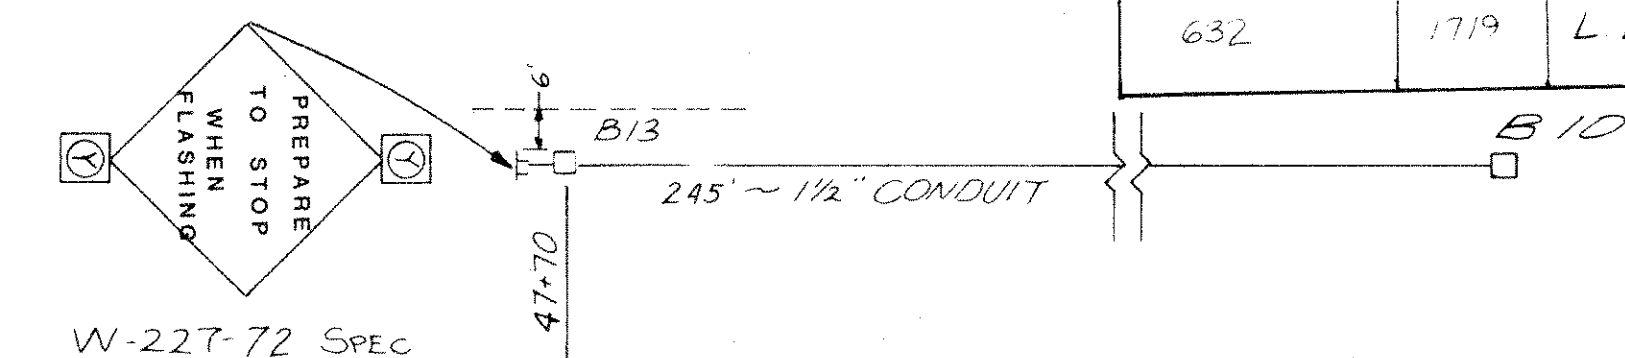 632
1719
L.
PREPARE
TO STOP
WHEN
FLASHING
Y
Y
6'
B13
B10
245' ~ 1½" CONDUIT
47+70
W-227-72 SPEC